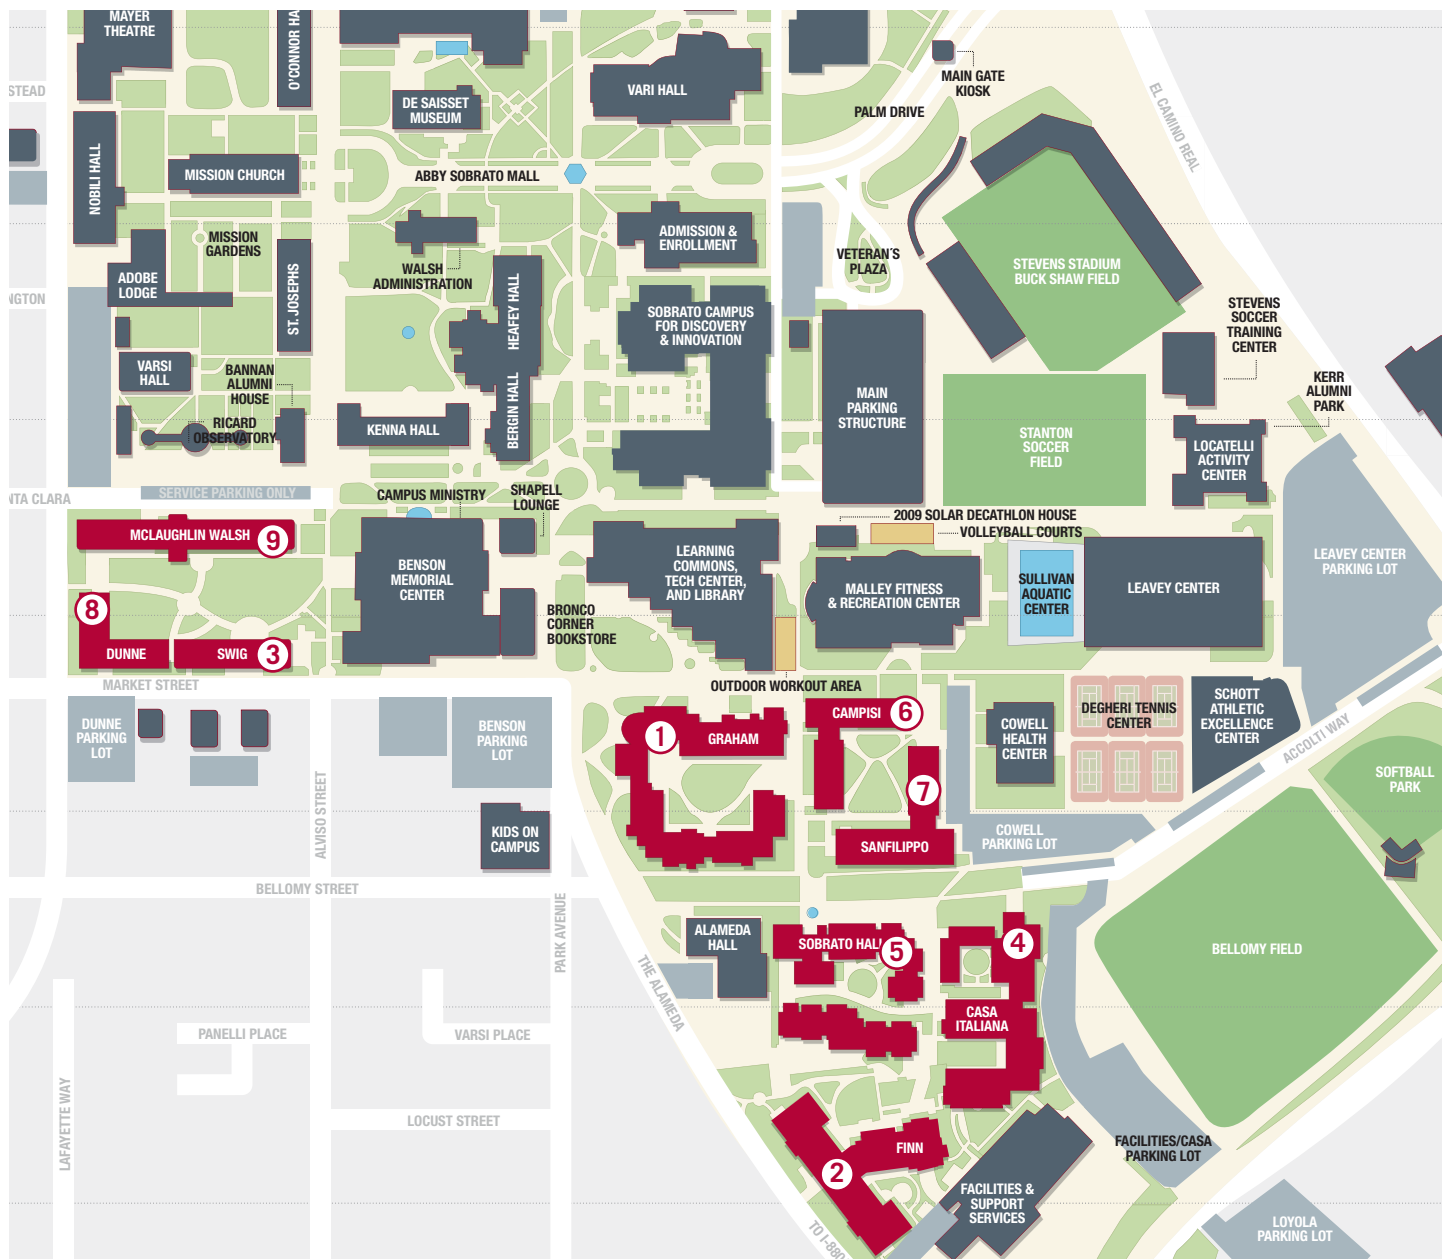 MAYER
THEATRE
O'CONNOR HA
STEAD
DE SAISSET
MUSEUM
VARI HALL
MAIN GATE
KIOSK
PALM DRIVE
EL CAMINO REAL
NOBILI HALL
MISSION CHURCH
ABBY SOBRATO MALL
MISSION
GARDENS
WALSH
ADMINISTRATION
ADMISSION &
ENROLLMENT
VETERAN'S
PLAZA
STEVENS STADIUM
BUCK SHAW FIELD
ADOBE
LODGE
NGTON
ST. JOSEPHS
HEAFEY HALL
SOBRATO CAMPUS
FOR DISCOVERY
& INNOVATION
STEVENS
SOCCER
TRAINING
CENTER
VARSI
HALL
BANNAN
ALUMNI
HOUSE
RICARD
OBSERVATORY
KENNA HALL
BERGIN HALL
MAIN
PARKING
STRUCTURE
KERR
ALUMNI
PARK
STANTON
SOCCER
FIELD
LOCATELLI
ACTIVITY
CENTER
NTA CLARA
SERVICE PARKING ONLY
CAMPUS MINISTRY
SHAPELL
LOUNGE
2009 SOLAR DECATHLON HOUSE
VOLLEYBALL COURTS
MCLAUGHLIN WALSH
9
BENSON
MEMORIAL
CENTER
LEARNING
COMMONS,
TECH CENTER,
AND LIBRARY
MALLEY FITNESS
& RECREATION CENTER
SULLIVAN
AQUATIC
CENTER
LEAVEY CENTER
LEAVEY CENTER
PARKING LOT
8
DUNNE
SWIG
3
BRONCO
CORNER
BOOKSTORE
MARKET STREET
OUTDOOR WORKOUT AREA
DUNNE
PARKING
LOT
BENSON
PARKING
LOT
1
GRAHAM
CAMPISI
6
COWELL
HEALTH
CENTER
DEGHERI TENNIS
CENTER
SCHOTT
ATHLETIC
EXCELLENCE
CENTER
ACCOLTI WAY
SOFTBALL
PARK
7
ALVISO STREET
KIDS ON
CAMPUS
SANFILIPPO
COWELL
PARKING LOT
BELLOMY STREET
PARK AVENUE
ALAMEDA
HALL
SOBRATO HALL
5
4
BELLOMY FIELD
THE ALAMEDA
CASA
ITALIANA
PANELLI PLACE
VARSI PLACE
LAFAYETTE WAY
LOCUST STREET
FINN
2
FACILITIES/CASA
PARKING LOT
FACILITIES &
SUPPORT
SERVICES
TO I-880
LOYOLA
PARKING LOT